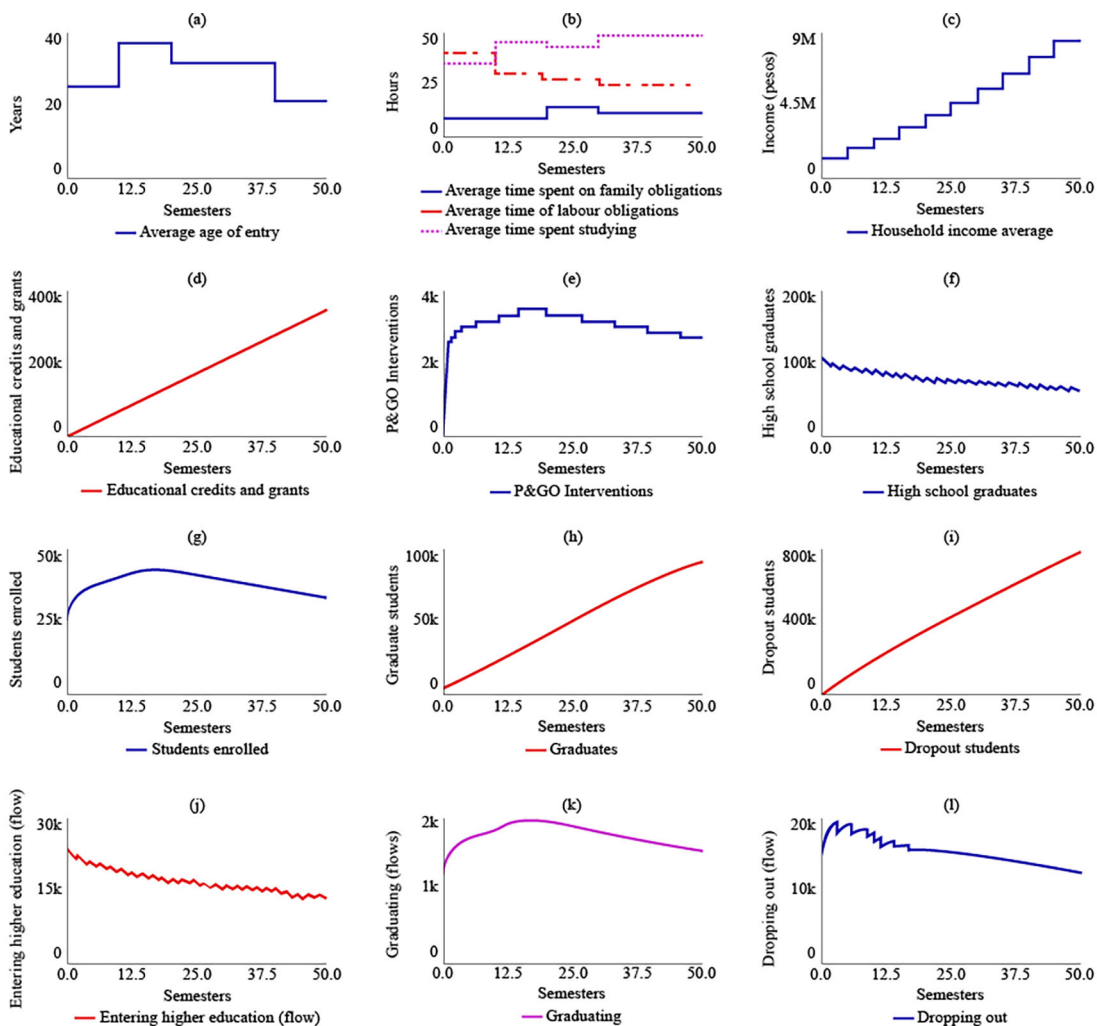 (a)
Years
40
20
0
0.0 12.5 25.0 37.5 50.0
Semesters
Average age of entry
(b)
Hours
50
25
0
0.0 12.5 25.0 37.5 50.0
Semesters
Average time spent on family obligations
Average time of labour obligations
Average time spent studying
(c)
Income (pesos)
9M
4.5M
0
0.0 12.5 25.0 37.5 50.0
Semesters
Household income average
(d)
Educational credits and grants
400k
200k
0
0.0 12.5 25.0 37.5 50.0
Semesters
Educational credits and grants
(e)
P&GO Interventions
4k
2k
0
0.0 12.5 25.0 37.5 50.0
Semesters
P&GO Interventions
(f)
High school graduates
200k
100k
0
0.0 12.5 25.0 37.5 50.0
Semesters
High school graduates
(g)
Students enrolled
50k
25k
0
0.0 12.5 25.0 37.5 50.0
Semesters
Students enrolled
(h)
Graduate students
100k
50k
0
0.0 12.5 25.0 37.5 50.0
Semesters
Graduates
(i)
Dropout students
800k
400k
0
0.0 12.5 25.0 37.5 50.0
Semesters
Dropout students
(j)
Entering higher education (flow)
30k
15k
0
0.0 12.5 25.0 37.5 50.0
Semesters
Entering higher education (flow)
(k)
Graduating (flows)
2k
1k
0
0.0 12.5 25.0 37.5 50.0
Semesters
Graduating
(l)
Dropping out (flow)
20k
10k
0
0.0 12.5 25.0 37.5 50.0
Semesters
Dropping out